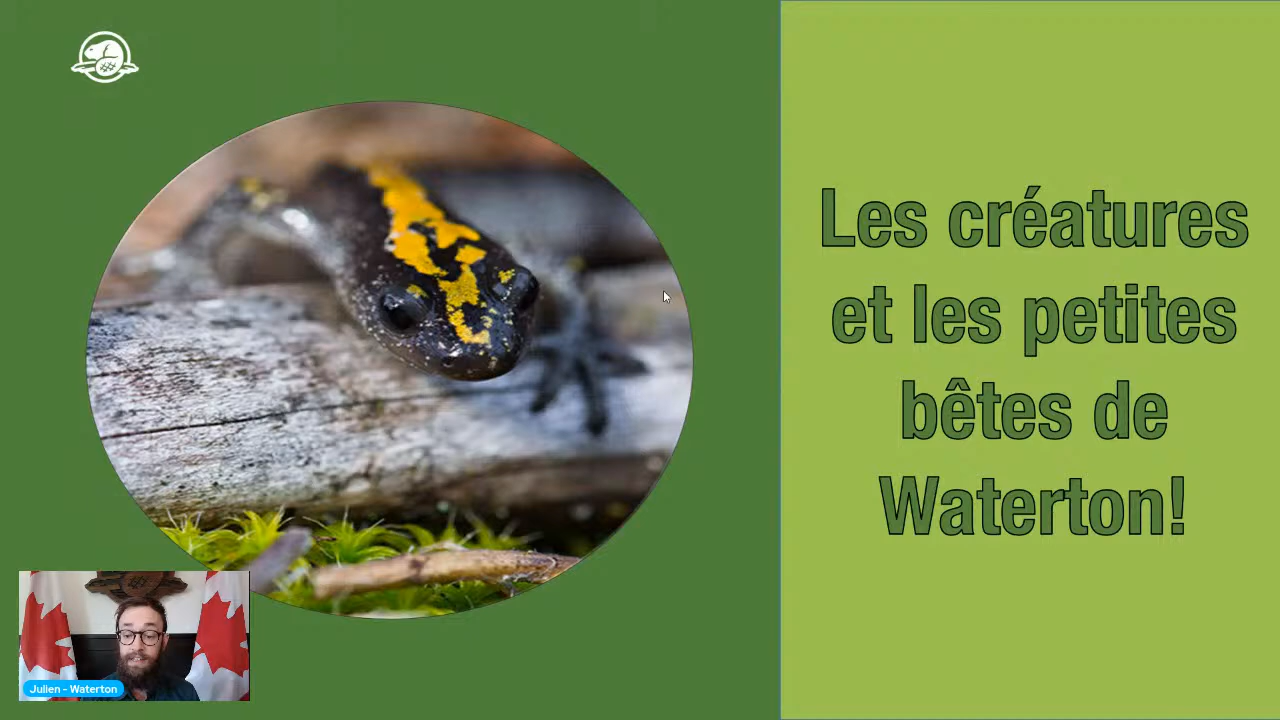 Les créatures
et les petites
bêtes de
Waterton!
Julien - Waterton